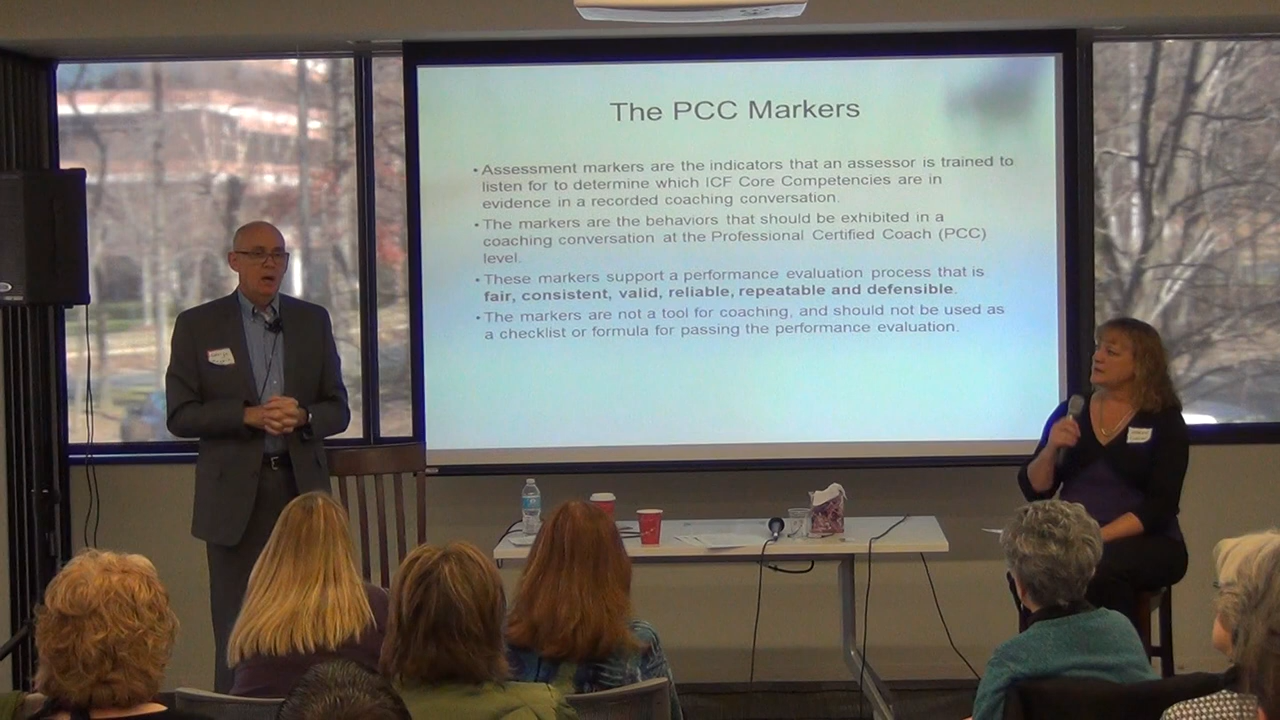 The PCC Markers
• Assessment markers are the indicators that an assessor is trained to
listen for to determine which ICF Core Competencies are in
evidence in a recorded coaching conversation.
• The markers are the behaviors that should be exhibited in a
coaching conversation at the Professional Certified Coach (PCC)
level.
• These markers support a performance evaluation process that is
fair, consistent, valid, reliable, repeatable and defensible.
• The markers are not a tool for coaching, and should not be used as
a checklist or formula for passing the performance evaluation.